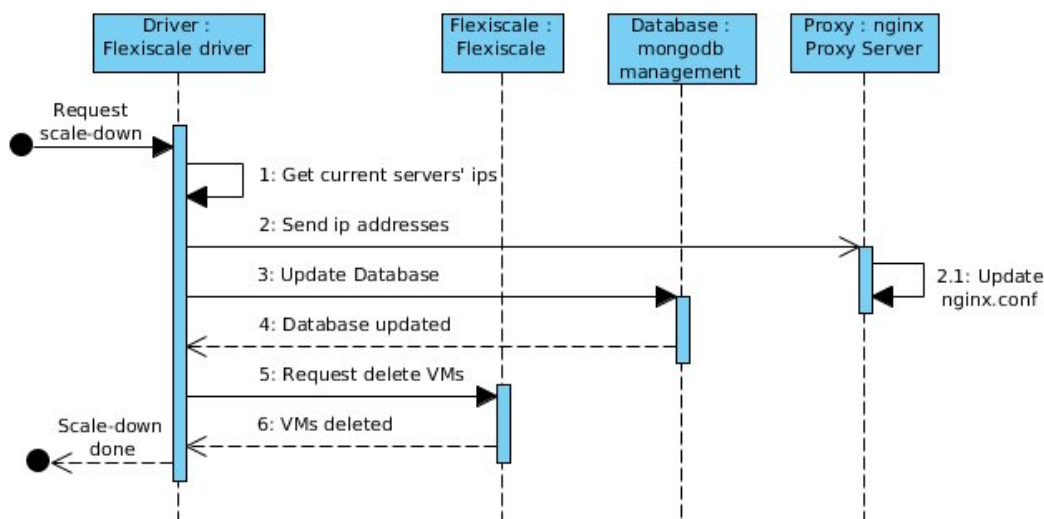 Driver :
Flexiscale driver
Flexiscale :
Flexiscale
Database :
mongodb
management
Proxy : nginx
Proxy Server
Request
scale-down
1: Get current servers' ips
2: Send ip addresses
3: Update Database
2.1: Update
nginx.conf
4: Database updated
5: Request delete VMs
6: VMs deleted
Scale-down
done